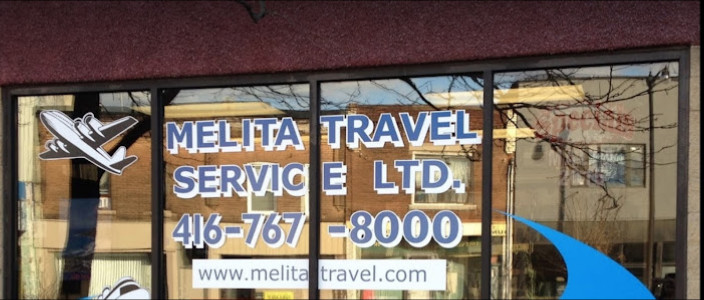 MELITA TRAVEL
SERVICE LTD.
416-767-8000
www.melitatravel.com